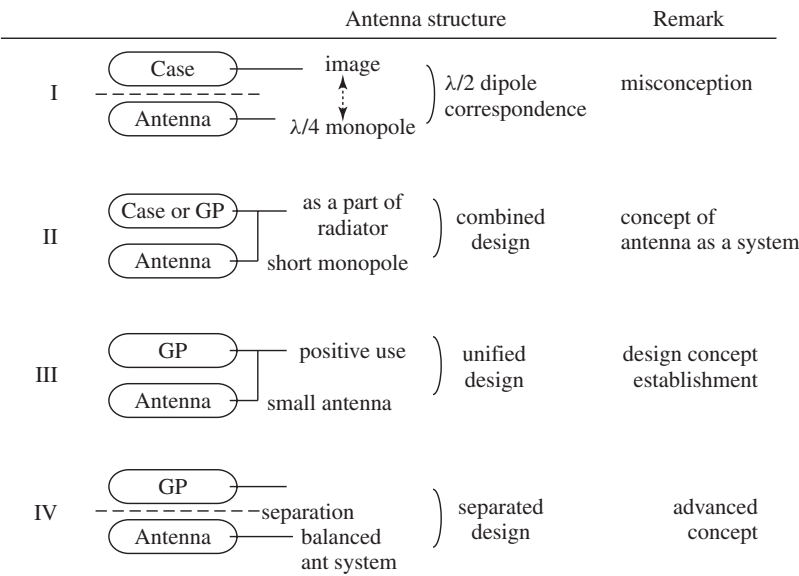 Antenna structure Remark
I
Case image
λ/2 dipole correspondence misconception
Antenna λ/4 monopole
II
Case or GP as a part of radiator
combined design concept of antenna as a system
Antenna short monopole
III
GP positive use
unified design design concept establishment
Antenna small antenna
IV
GP
separation
separated design advanced concept
Antenna balanced ant system